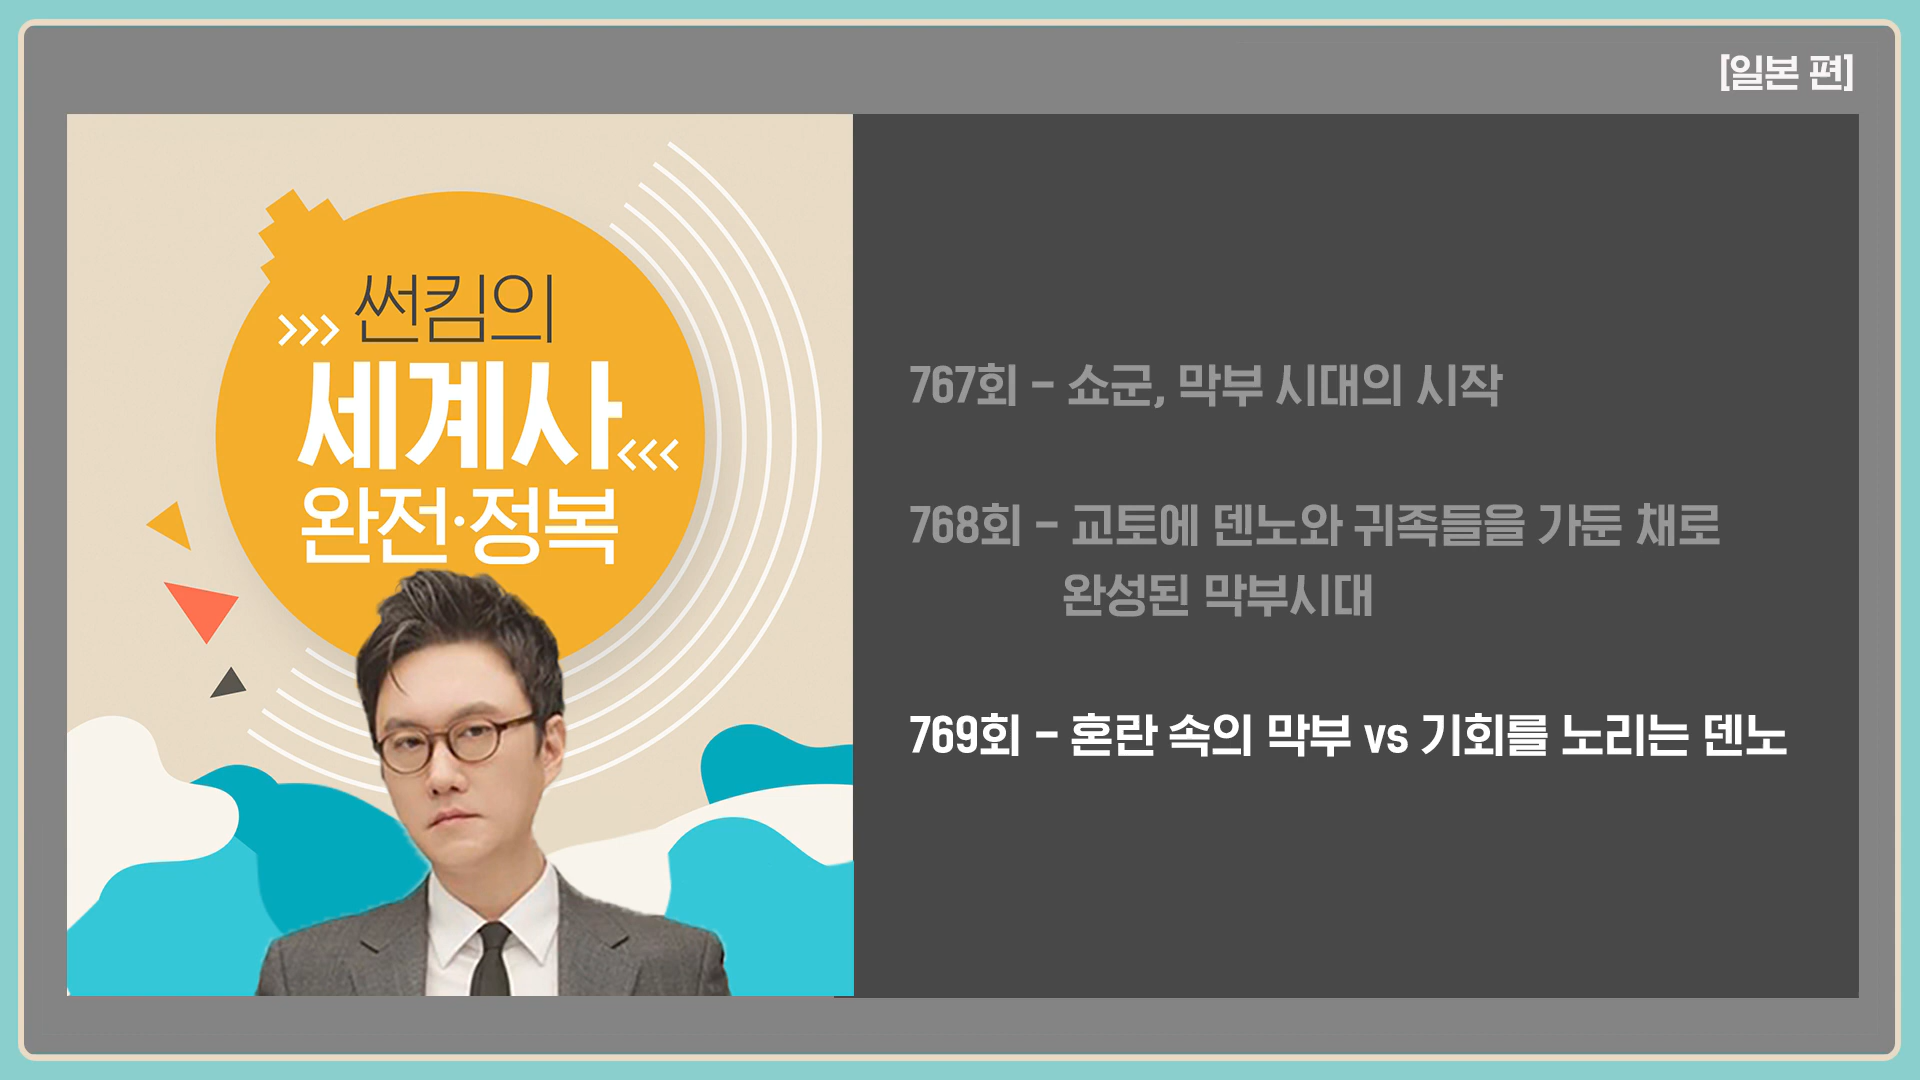 [일본 편]
썬킴의
세계사
완전·정복
767회 - 쇼군, 막부 시대의 시작
768회 - 교토에 덴노와 귀족들을 가둔 채로
완성된 막부시대
769회 - 혼란 속의 막부 vs 기회를 노리는 덴노